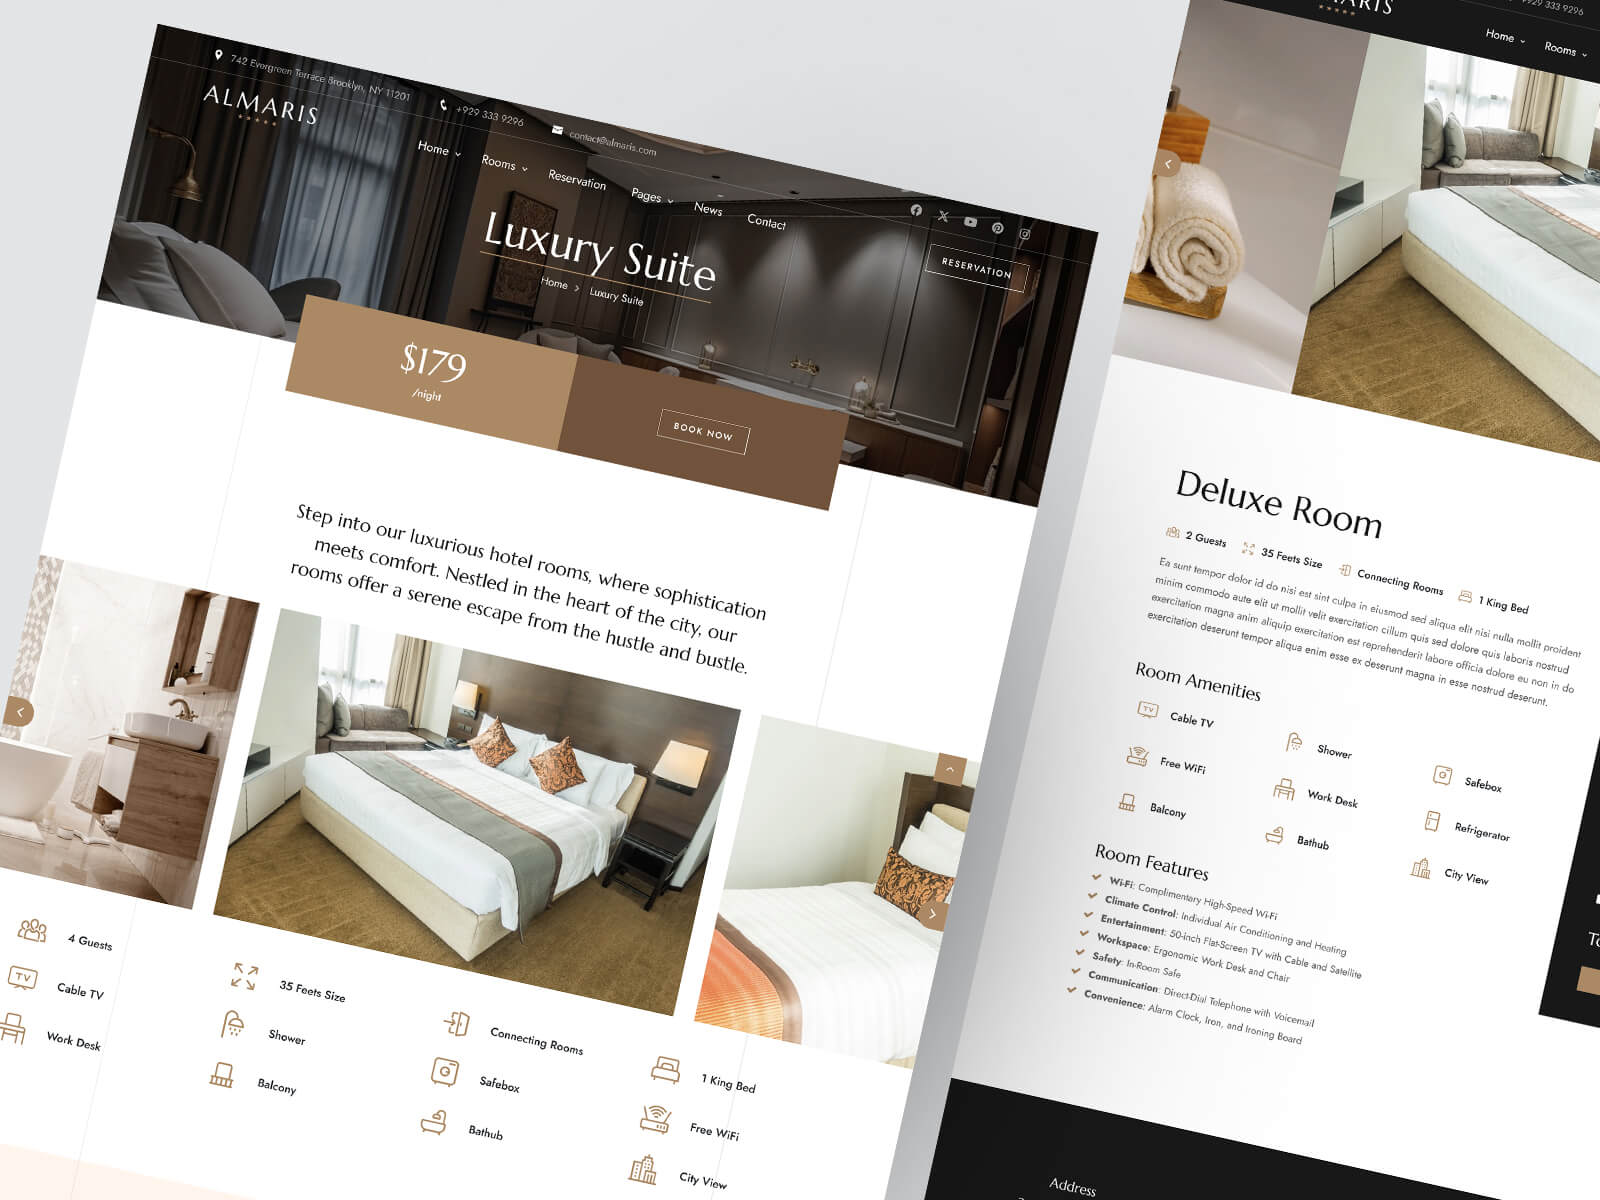 742 Evergreen Terrace Brooklyn, NY 11201
+929 333 9296
contact@almaris.com
ALMARIS
Home
Rooms
Reservation
Pages
News
Contact
RESERVATION
Luxury Suite
Home > Luxury Suite
$179
/night
BOOK NOW
Step into our luxurious hotel rooms, where sophistication
meets comfort. Nestled in the heart of the city, our
rooms offer a serene escape from the hustle and bustle.
4 Guests
35 Feets Size
Connecting Rooms
1 King Bed
Cable TV
Shower
Safebox
Free WiFi
Work Desk
Balcony
Bathub
City View
+929 333 9296
Home
Rooms
Deluxe Room
2 Guests
35 Feets Size
Connecting Rooms
1 King Bed
Ea sunt tempor dolor id do nisi est sint culpa in eiusmod sed aliqua elit nisi nulla mollit proident
minim commodo aute elit ut mollit velit exercitation cillum quis sed dolore quis laboris nostrud
exercitation magna anim aliquip exercitation est reprehenderit labore officia dolore eu non in do
exercitation deserunt tempor aliqua enim esse ex deserunt magna in esse nostrud deserunt.
Room Amenities
Cable TV
Shower
Safebox
Free WiFi
Work Desk
Refrigerator
Balcony
Bathub
City View
Room Features
Wi-Fi: Complimentary High-Speed Wi-Fi
Climate Control: Individual Air Conditioning and Heating
Entertainment: 50-inch Flat-Screen TV with Cable and Satellite
Workspace: Ergonomic Work Desk and Chair
Safety: In-Room Safe
Communication: Direct-Dial Telephone with Voicemail
Convenience: Alarm Clock, Iron, and Ironing Board
Address